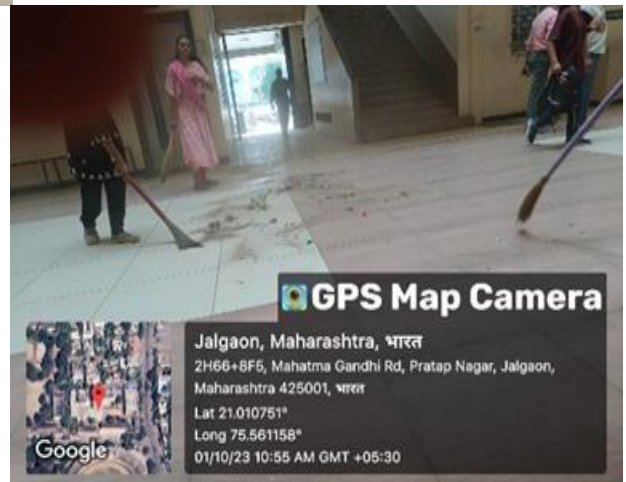 GPS Map Camera
Jalgaon, Maharashtra, भारत
2H66+8F5, Mahatma Gandhi Rd, Pratap Nagar, Jalgaon,
Maharashtra 425001, भारत
Lat 21.010751°
Long 75.561158°
01/10/23 10:55 AM GMT +05:30
Google